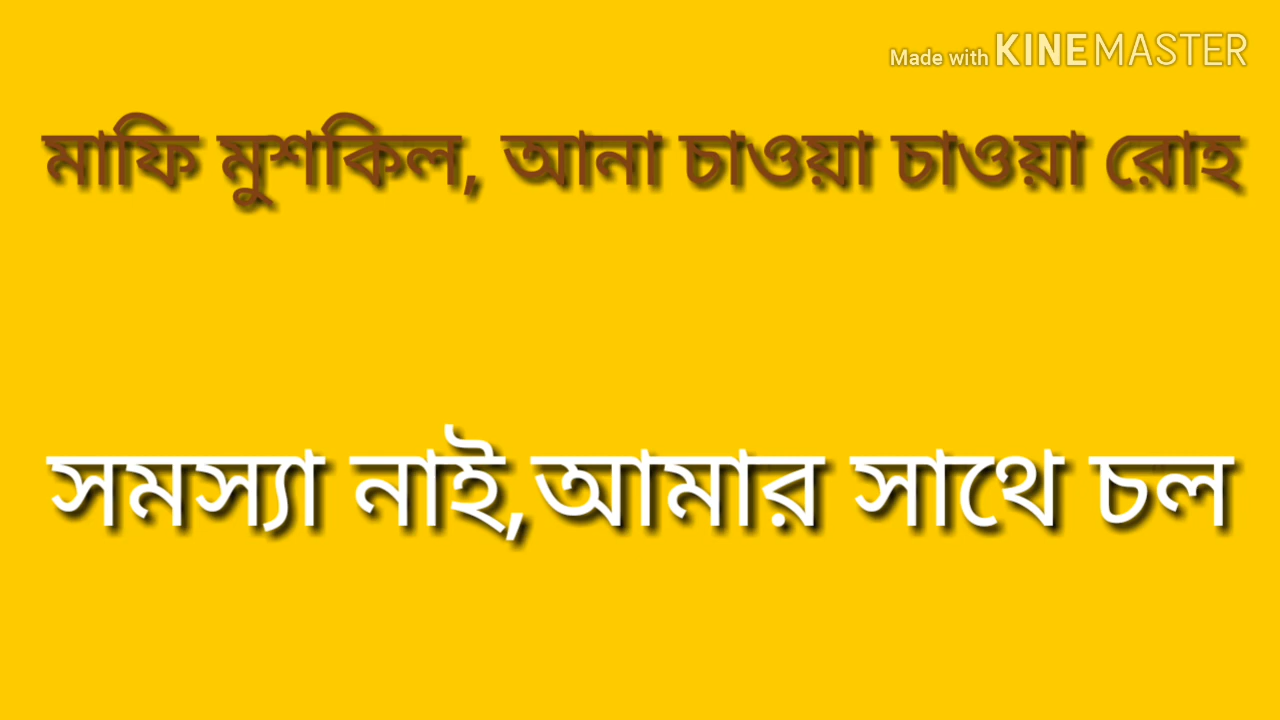 Made with KINEMASTER
মাফি মুশকিল, আনা চাওয়া চাওয়া রোহ
সমস্যা নাই,আমার সাথে চল